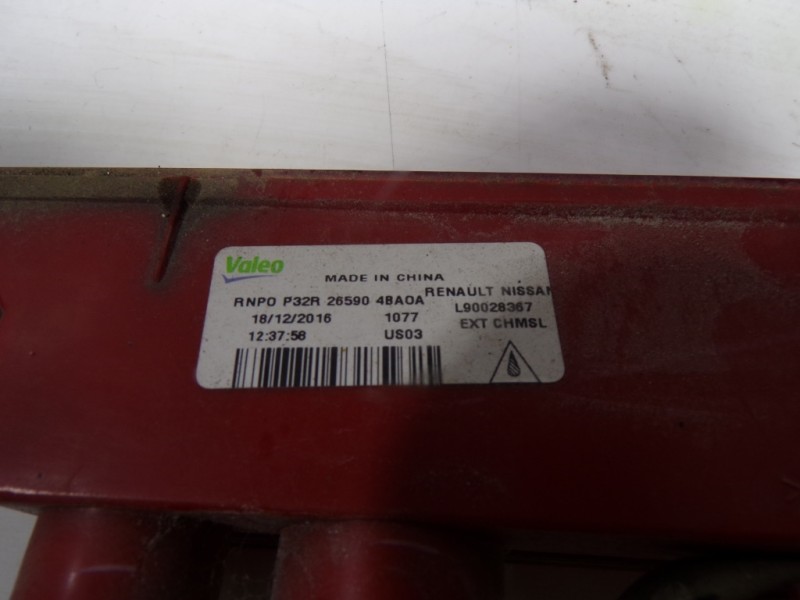 Valeo
MADE IN CHINA
RNPO P32R 26590 4BAOA RENAULT NISSAN
18/12/2016 1077 L90028367
12:37:58 US03 EXT CHMSL